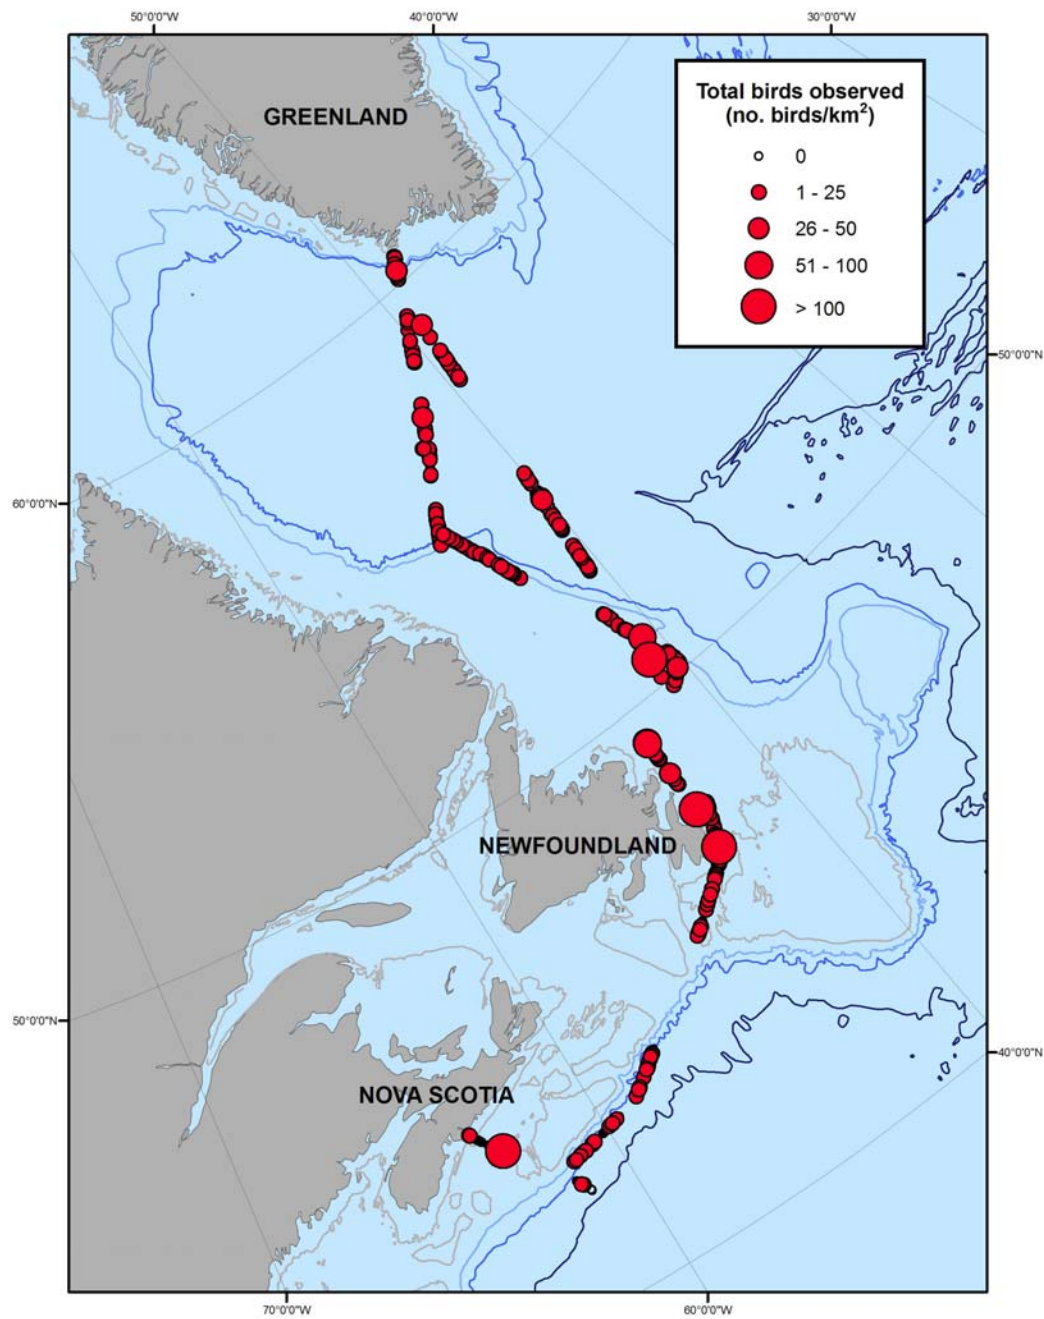 50°0'0"W
40°0'0"W
30°0'0"W
GREENLAND
Total birds observed
(no. birds/km²)
0
1 - 25
26 - 50
51 - 100
> 100
50°0'0"N
60°0'0"N
NEWFOUNDLAND
50°0'0"N
40°0'0"N
NOVA SCOTIA
70°0'0"W
60°0'0"W